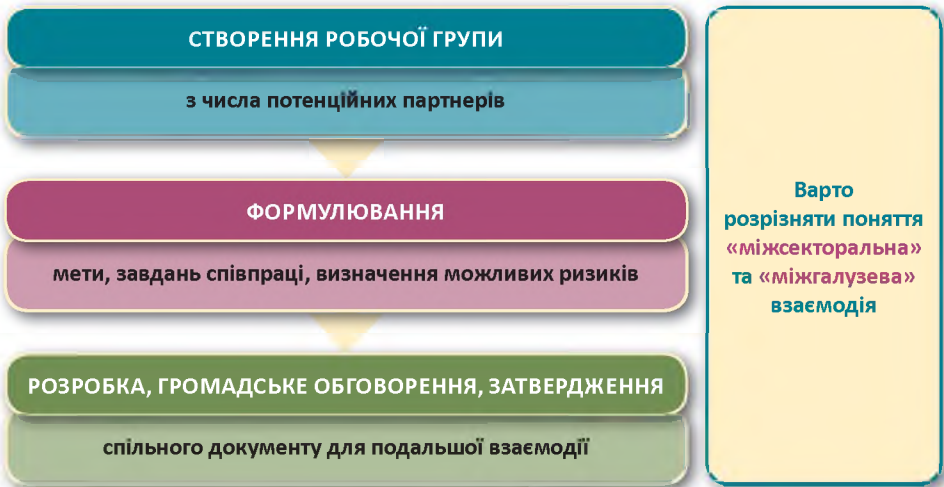 СТВОРЕННЯ РОБОЧОЇ ГРУПИ
з числа потенційних партнерів
ФОРМУЛЮВАННЯ
мети, завдань співпраці, визначення можливих ризиків
РОЗРОБКА, ГРОМАДСЬКЕ ОБГОВОРЕННЯ, ЗАТВЕРДЖЕННЯ
спільного документу для подальшої взаємодії
Варто
розрізняти поняття
«міжсекторальна»
та «міжгалузева»
взаємодія